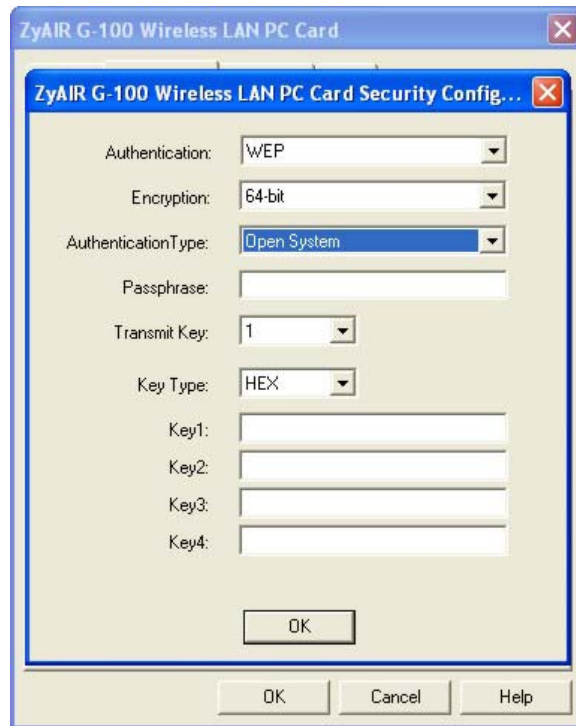 ZyAIR G-100 Wireless LAN PC Card
ZyAIR G-100 Wireless LAN PC Card Security Config...
Authentication: WEP
Encryption: 64-bit
AuthenticationType: Open System
Passphrase:
Transmit Key: 1
Key Type: HEX
Key1:
Key2:
Key3:
Key4:
OK
OK Cancel Help